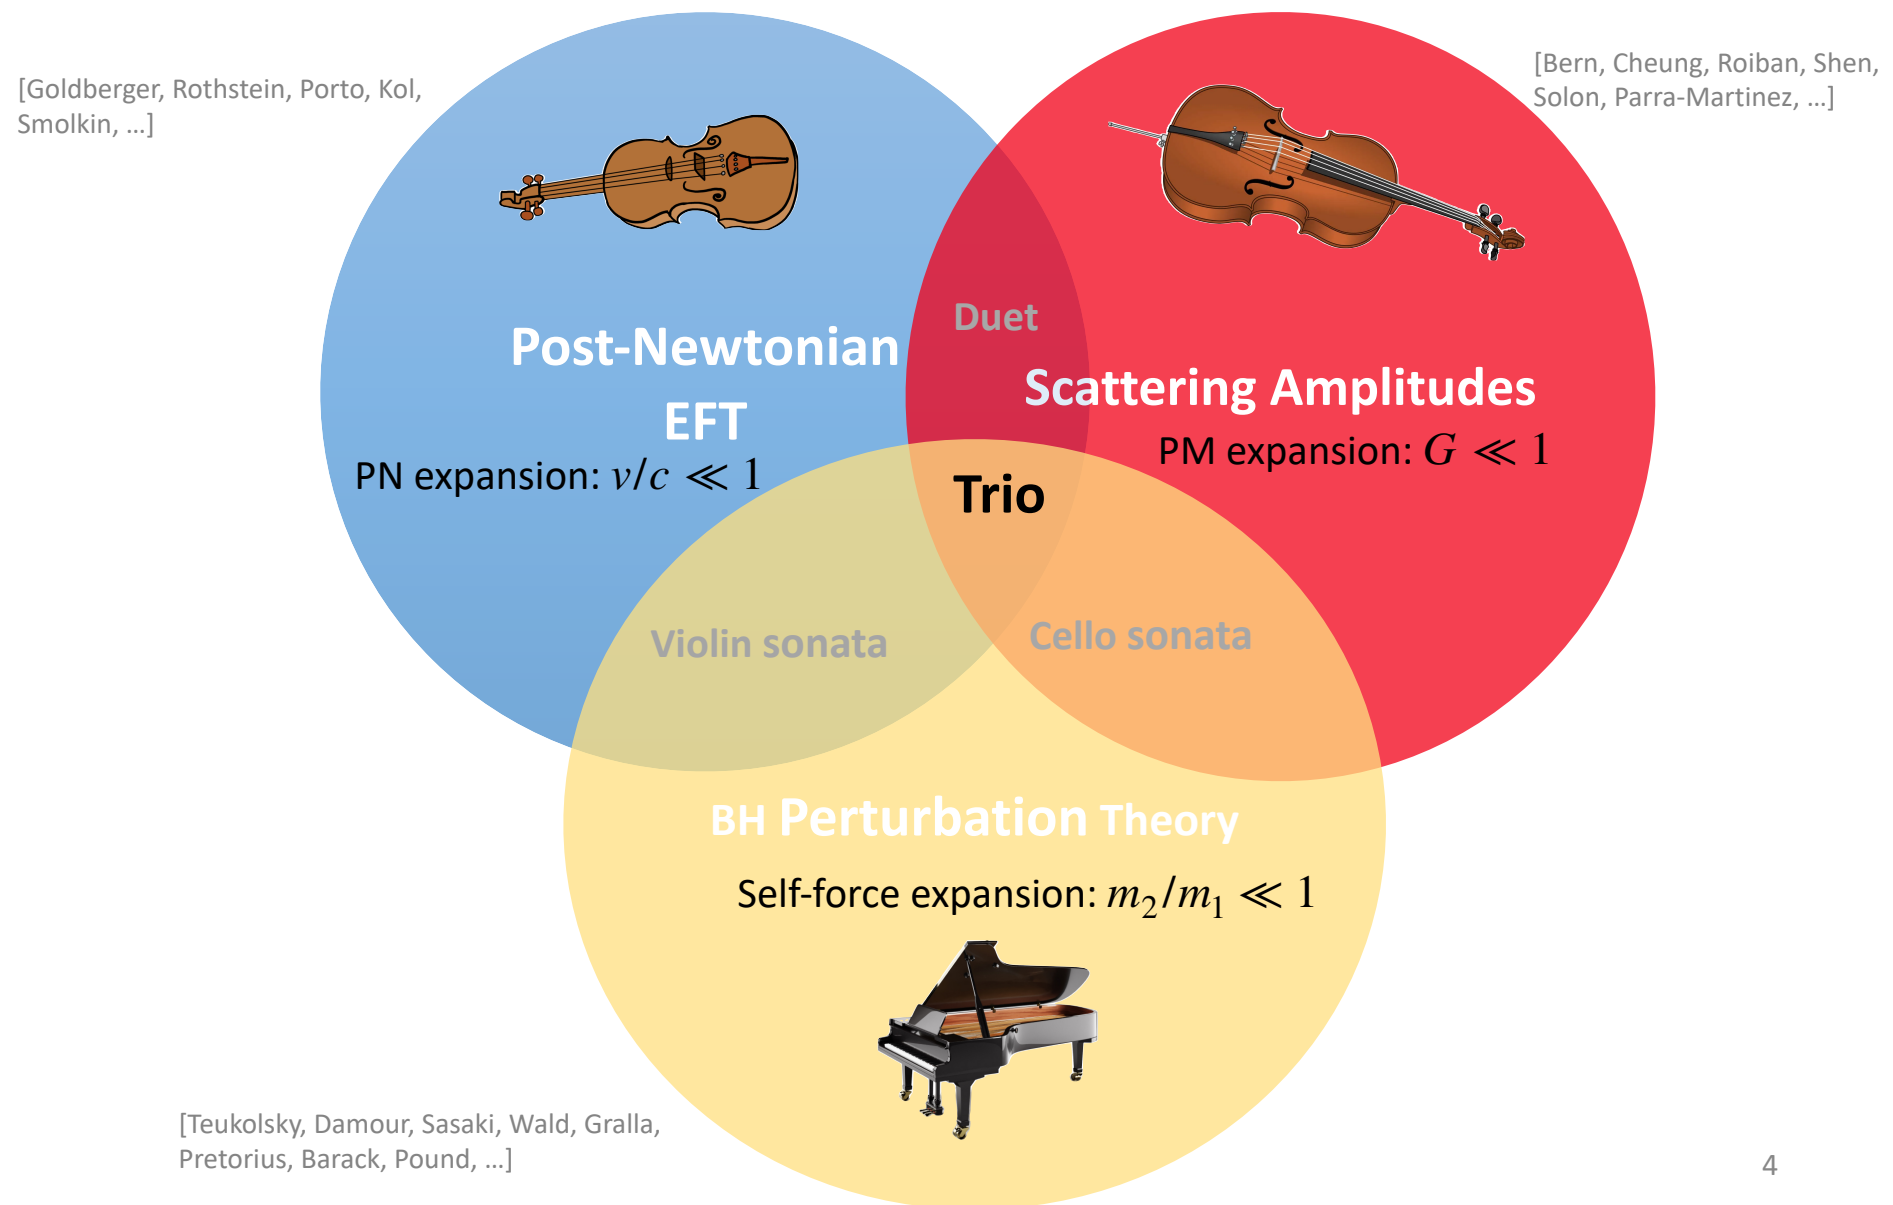 [Goldberger, Rothstein, Porto, Kol,
Smolkin, ...]
[Bern, Cheung, Roiban, Shen,
Solon, Parra-Martinez, ...]
Duet
Post-Newtonian
EFT
PN expansion: v/c ≪ 1
Scattering Amplitudes
PM expansion: G ≪ 1
Trio
Violin sonata
Cello sonata
BH Perturbation Theory
Self-force expansion: m₂/m₁ ≪ 1
[Teukolsky, Damour, Sasaki, Wald, Gralla,
Pretorius, Barack, Pound, ...]
4